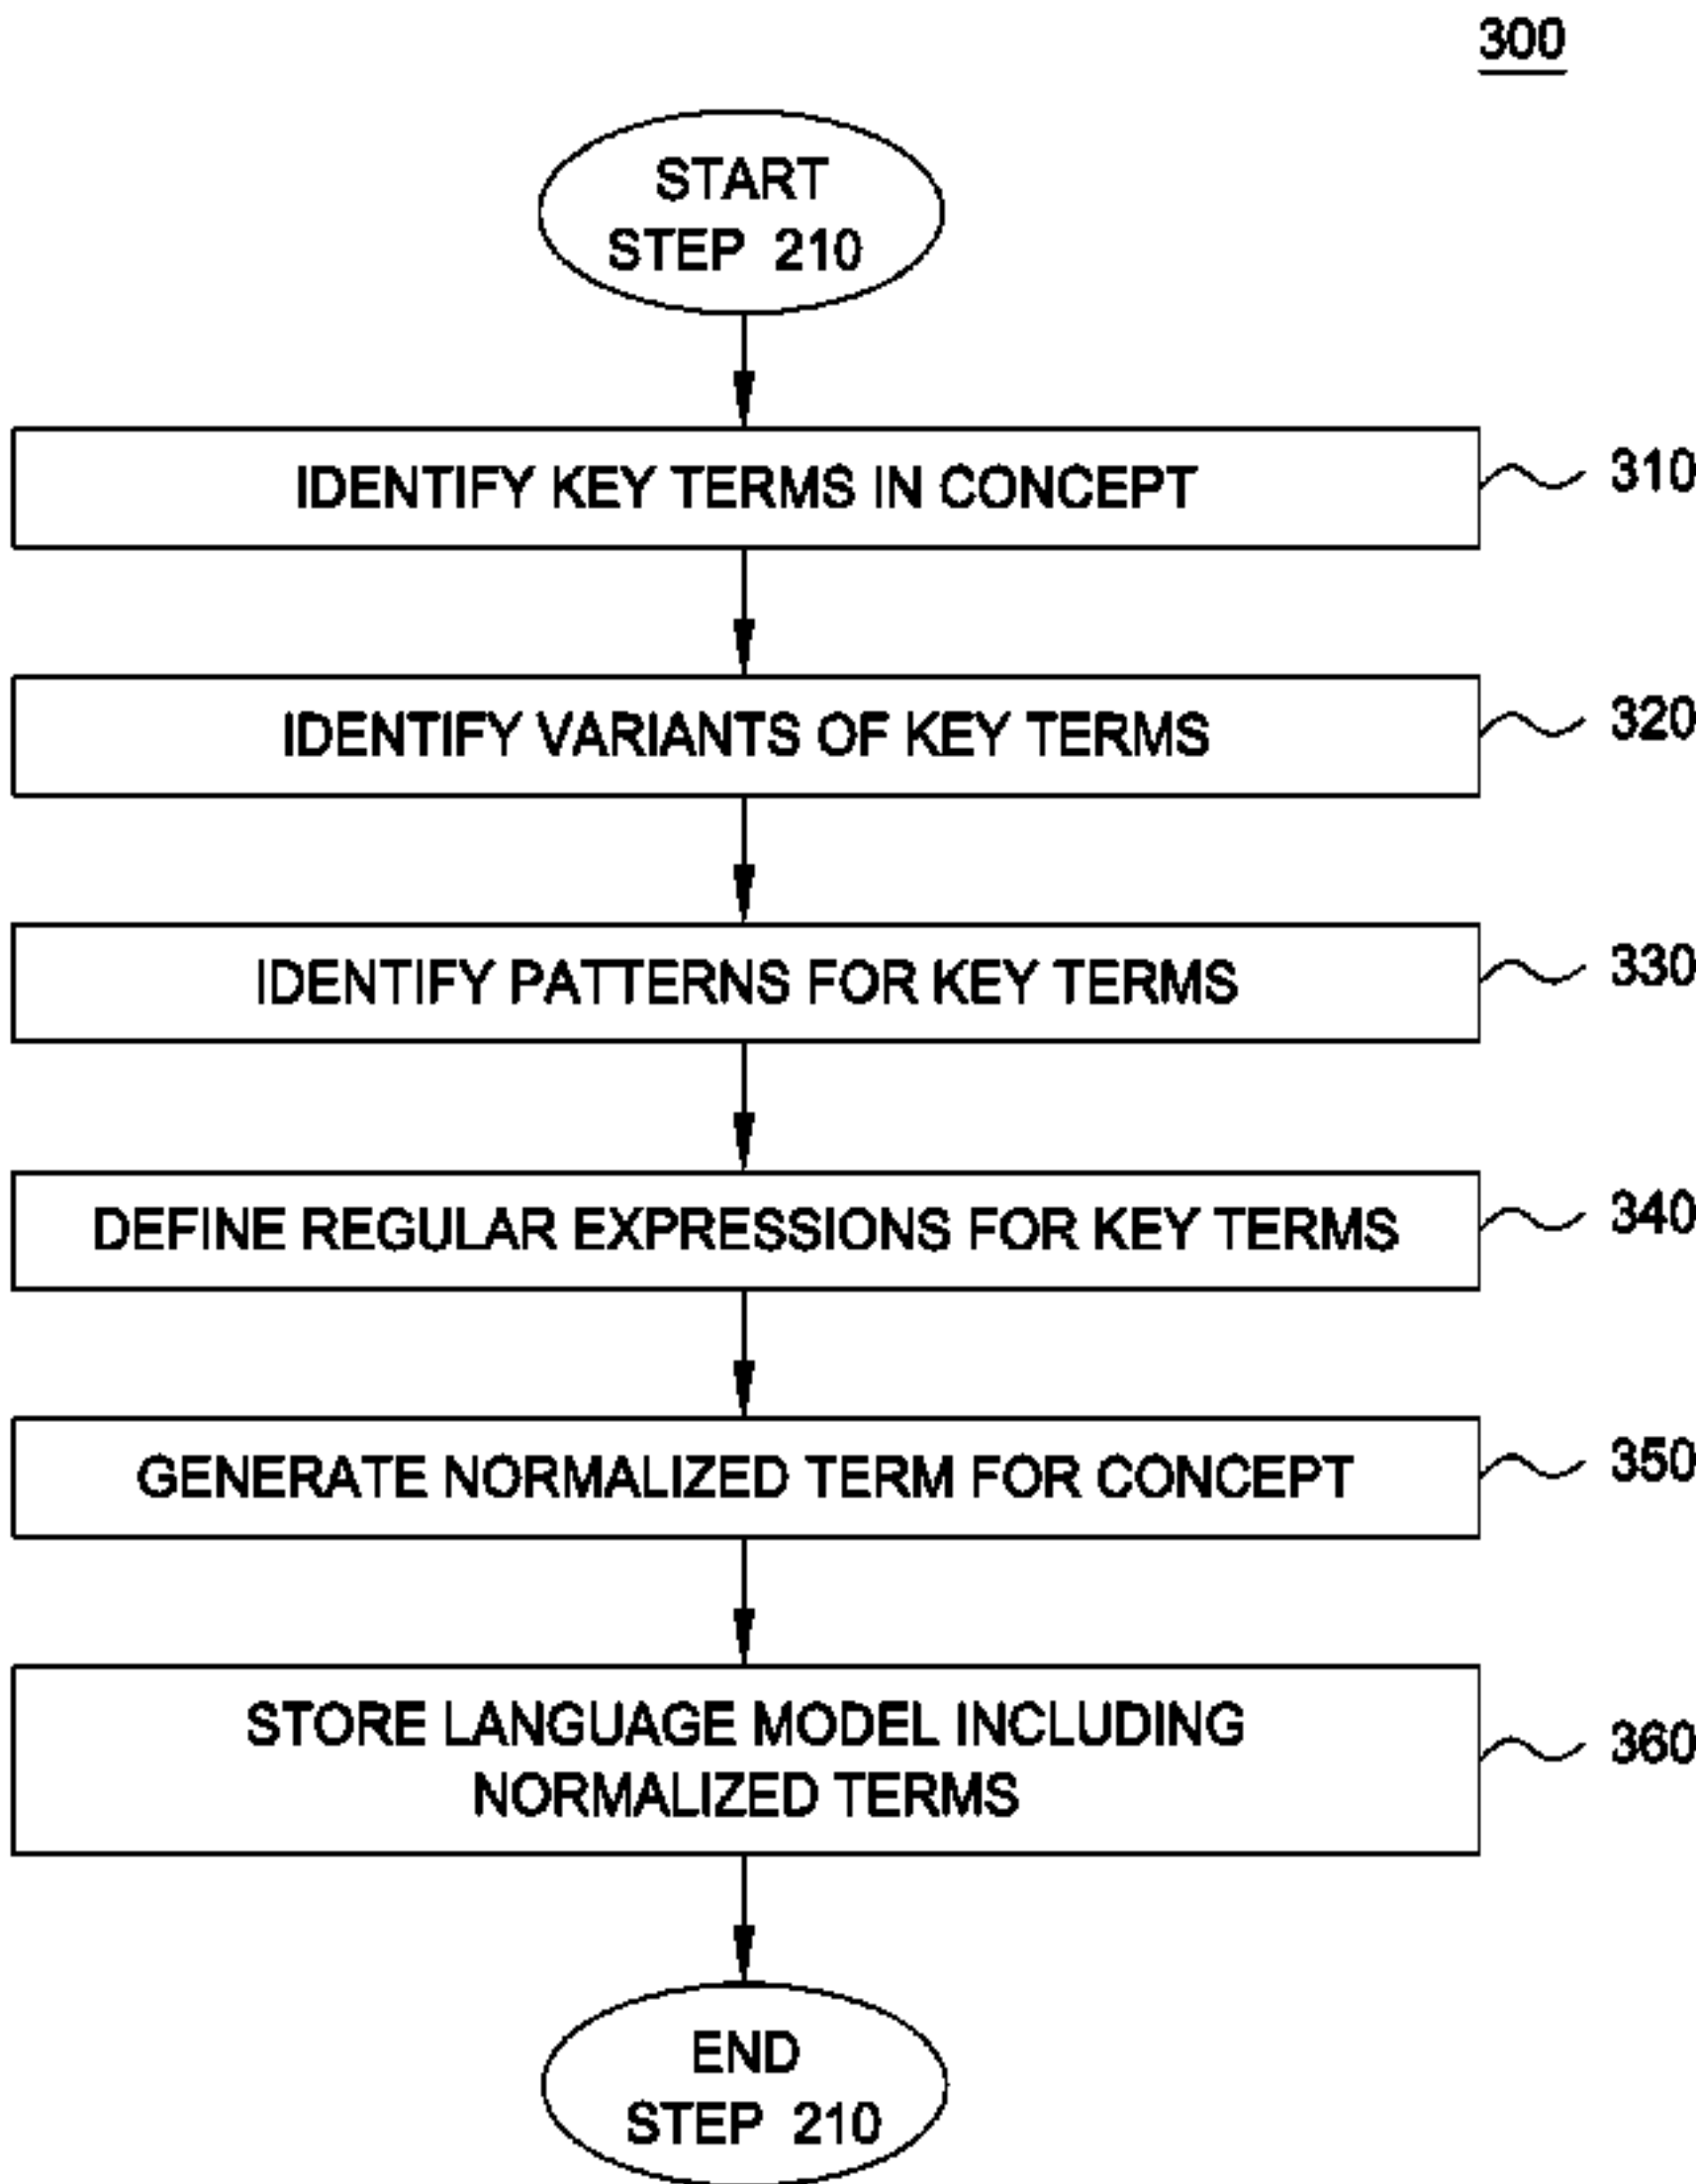 300
START
STEP 210
IDENTIFY KEY TERMS IN CONCEPT
310
IDENTIFY VARIANTS OF KEY TERMS
320
IDENTIFY PATTERNS FOR KEY TERMS
330
DEFINE REGULAR EXPRESSIONS FOR KEY TERMS
340
GENERATE NORMALIZED TERM FOR CONCEPT
350
STORE LANGUAGE MODEL INCLUDING
NORMALIZED TERMS
360
END
STEP 210